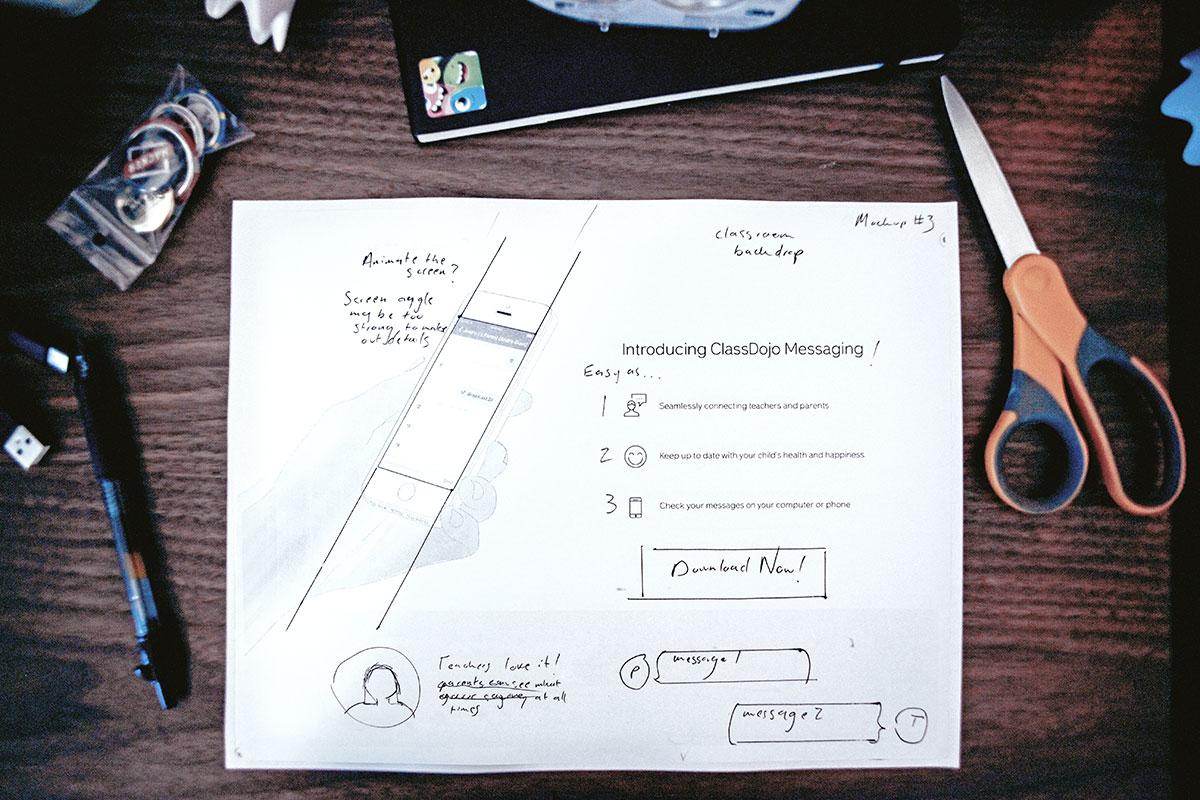 Mockup #3
classroom
backdrop
Animate the
screen?
Screen angle
may be too
strong to make
out details
Introducing ClassDojo Messaging !
Easy as...
1 Seamlessly connecting teachers and parents
2 Keep up to date with your child's health and happiness.
3 Check your messages on your computer or phone
Download Now!
Teachers love it!
parents can see what
at all
times
P message 1
message 2 T